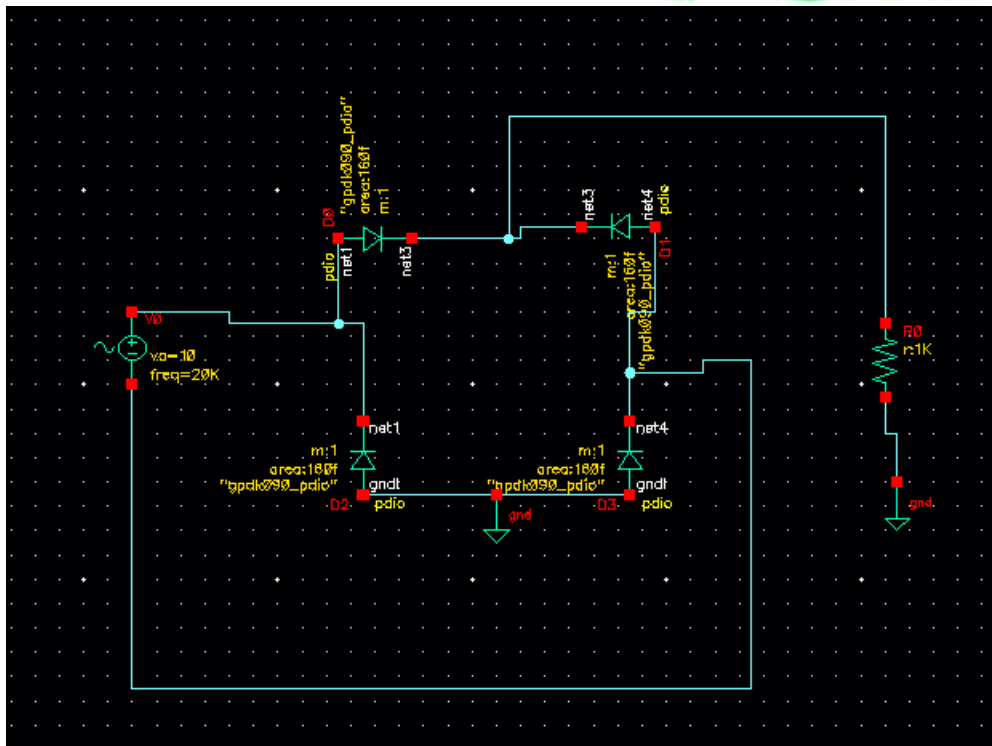 "gpdk090_pdio"
area:160f
m:1
D0
pdio
net1
net3
net3
net4
pdio
D1
m:1
area:160f
"gpdk090_pdio"
V0
va=10
freq=20K
R0
r:1K
net1
m:1
area:160f
"gpdk090_pdio"
gnd!
D2
pdio
net4
m:1
area:160f
"gpdk090_pdio"
gnd!
D3
pdio
gnd
gnd